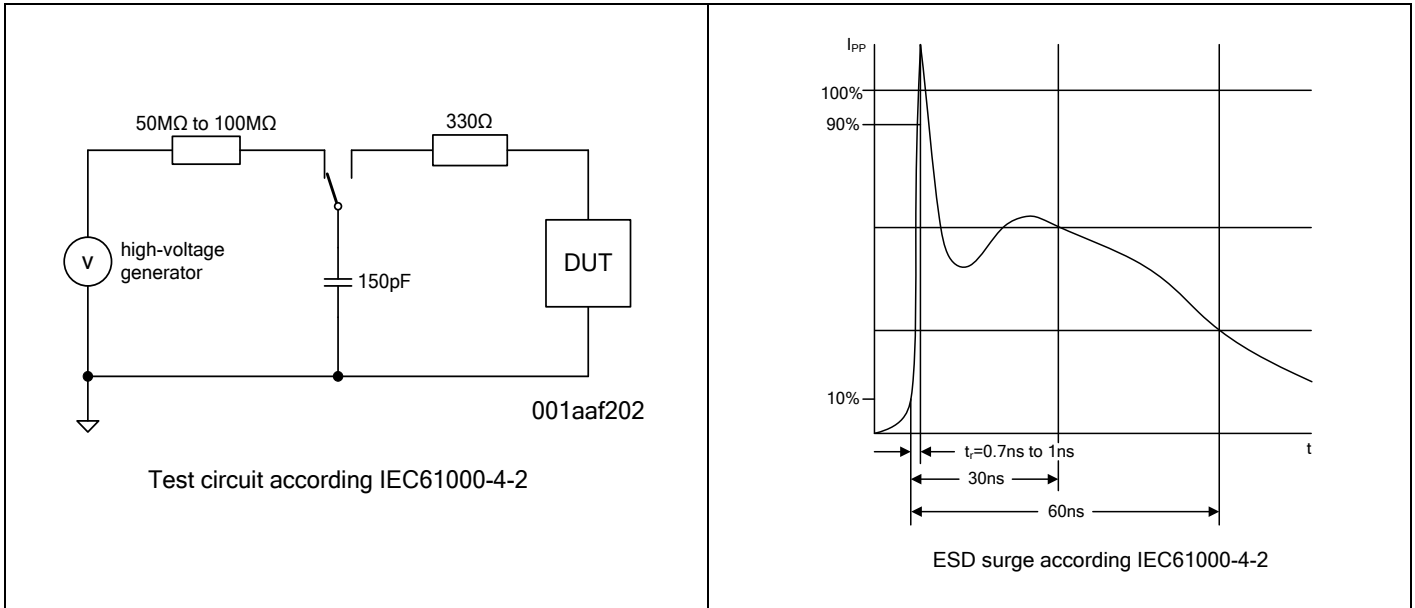 50MΩ to 100MΩ
330Ω
V
high-voltage
generator
150pF
DUT
001aaf202
Test circuit according IEC61000-4-2
IPP
100%
90%
10%
t
tr=0.7ns to 1ns
30ns
60ns
ESD surge according IEC61000-4-2